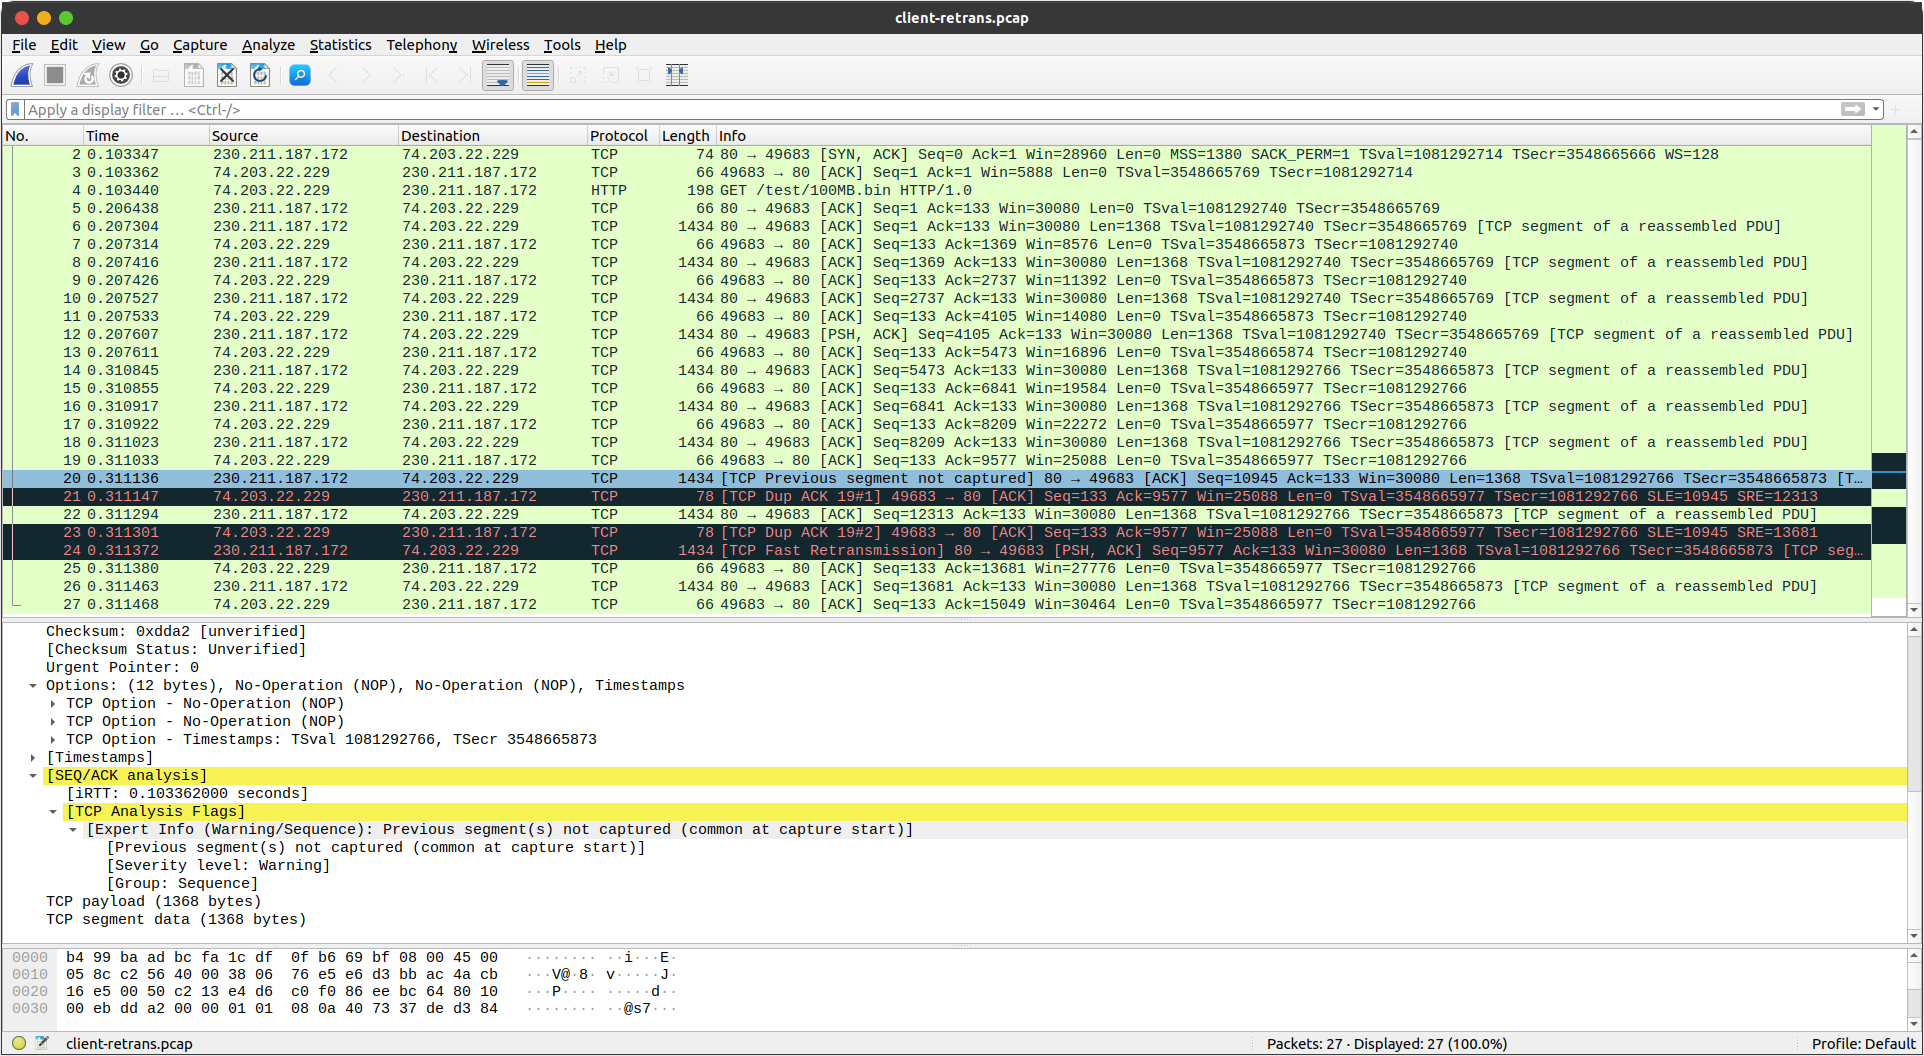 client-retrans.pcap
File Edit View Go Capture Analyze Statistics Telephony Wireless Tools Help
Apply a display filter … <Ctrl-/>
No. Time Source Destination Protocol Length Info
2 0.103347 230.211.187.172 74.203.22.229 TCP 74 80 → 49683 [SYN, ACK] Seq=0 Ack=1 Win=28960 Len=0 MSS=1380 SACK_PERM=1 TSval=1081292714 TSecr=3548665666 WS=128
3 0.103362 74.203.22.229 230.211.187.172 TCP 66 49683 → 80 [ACK] Seq=1 Ack=1 Win=5888 Len=0 TSval=3548665769 TSecr=1081292714
4 0.103440 74.203.22.229 230.211.187.172 HTTP 198 GET /test/100MB.bin HTTP/1.0
5 0.206438 230.211.187.172 74.203.22.229 TCP 66 80 → 49683 [ACK] Seq=1 Ack=133 Win=30080 Len=0 TSval=1081292740 TSecr=3548665769
6 0.207304 230.211.187.172 74.203.22.229 TCP 1434 80 → 49683 [ACK] Seq=1 Ack=133 Win=30080 Len=1368 TSval=1081292740 TSecr=3548665769 [TCP segment of a reassembled PDU]
7 0.207314 74.203.22.229 230.211.187.172 TCP 66 49683 → 80 [ACK] Seq=133 Ack=1369 Win=8576 Len=0 TSval=3548665873 TSecr=1081292740
8 0.207416 230.211.187.172 74.203.22.229 TCP 1434 80 → 49683 [ACK] Seq=1369 Ack=133 Win=30080 Len=1368 TSval=1081292740 TSecr=3548665769 [TCP segment of a reassembled PDU]
9 0.207426 74.203.22.229 230.211.187.172 TCP 66 49683 → 80 [ACK] Seq=133 Ack=2737 Win=11392 Len=0 TSval=3548665873 TSecr=1081292740
10 0.207527 230.211.187.172 74.203.22.229 TCP 1434 80 → 49683 [ACK] Seq=2737 Ack=133 Win=30080 Len=1368 TSval=1081292740 TSecr=3548665769 [TCP segment of a reassembled PDU]
11 0.207533 74.203.22.229 230.211.187.172 TCP 66 49683 → 80 [ACK] Seq=133 Ack=4105 Win=14080 Len=0 TSval=3548665873 TSecr=1081292740
12 0.207607 230.211.187.172 74.203.22.229 TCP 1434 80 → 49683 [PSH, ACK] Seq=4105 Ack=133 Win=30080 Len=1368 TSval=1081292740 TSecr=3548665769 [TCP segment of a reassembled PDU]
13 0.207611 74.203.22.229 230.211.187.172 TCP 66 49683 → 80 [ACK] Seq=133 Ack=5473 Win=16896 Len=0 TSval=3548665874 TSecr=1081292740
14 0.310845 230.211.187.172 74.203.22.229 TCP 1434 80 → 49683 [ACK] Seq=5473 Ack=133 Win=30080 Len=1368 TSval=1081292766 TSecr=3548665873 [TCP segment of a reassembled PDU]
15 0.310855 74.203.22.229 230.211.187.172 TCP 66 49683 → 80 [ACK] Seq=133 Ack=6841 Win=19584 Len=0 TSval=3548665977 TSecr=1081292766
16 0.310917 230.211.187.172 74.203.22.229 TCP 1434 80 → 49683 [ACK] Seq=6841 Ack=133 Win=30080 Len=1368 TSval=1081292766 TSecr=3548665873 [TCP segment of a reassembled PDU]
17 0.310922 74.203.22.229 230.211.187.172 TCP 66 49683 → 80 [ACK] Seq=133 Ack=8209 Win=22272 Len=0 TSval=3548665977 TSecr=1081292766
18 0.311023 230.211.187.172 74.203.22.229 TCP 1434 80 → 49683 [ACK] Seq=8209 Ack=133 Win=30080 Len=1368 TSval=1081292766 TSecr=3548665873 [TCP segment of a reassembled PDU]
19 0.311033 74.203.22.229 230.211.187.172 TCP 66 49683 → 80 [ACK] Seq=133 Ack=9577 Win=25088 Len=0 TSval=3548665977 TSecr=1081292766
20 0.311136 230.211.187.172 74.203.22.229 TCP 1434 [TCP Previous segment not captured] 80 → 49683 [ACK] Seq=10945 Ack=133 Win=30080 Len=1368 TSval=1081292766 TSecr=3548665873 [T…
21 0.311147 74.203.22.229 230.211.187.172 TCP 78 [TCP Dup ACK 19#1] 49683 → 80 [ACK] Seq=133 Ack=9577 Win=25088 Len=0 TSval=3548665977 TSecr=1081292766 SLE=10945 SRE=12313
22 0.311294 230.211.187.172 74.203.22.229 TCP 1434 80 → 49683 [ACK] Seq=12313 Ack=133 Win=30080 Len=1368 TSval=1081292766 TSecr=3548665873 [TCP segment of a reassembled PDU]
23 0.311301 74.203.22.229 230.211.187.172 TCP 78 [TCP Dup ACK 19#2] 49683 → 80 [ACK] Seq=133 Ack=9577 Win=25088 Len=0 TSval=3548665977 TSecr=1081292766 SLE=10945 SRE=13681
24 0.311372 230.211.187.172 74.203.22.229 TCP 1434 [TCP Fast Retransmission] 80 → 49683 [PSH, ACK] Seq=9577 Ack=133 Win=30080 Len=1368 TSval=1081292766 TSecr=3548665873 [TCP seg…
25 0.311380 74.203.22.229 230.211.187.172 TCP 66 49683 → 80 [ACK] Seq=133 Ack=13681 Win=27776 Len=0 TSval=3548665977 TSecr=1081292766
26 0.311463 230.211.187.172 74.203.22.229 TCP 1434 80 → 49683 [ACK] Seq=13681 Ack=133 Win=30080 Len=1368 TSval=1081292766 TSecr=3548665873 [TCP segment of a reassembled PDU]
27 0.311468 74.203.22.229 230.211.187.172 TCP 66 49683 → 80 [ACK] Seq=133 Ack=15049 Win=30464 Len=0 TSval=3548665977 TSecr=1081292766
Checksum: 0xdda2 [unverified]
[Checksum Status: Unverified]
Urgent Pointer: 0
Options: (12 bytes), No-Operation (NOP), No-Operation (NOP), Timestamps
TCP Option - No-Operation (NOP)
TCP Option - No-Operation (NOP)
TCP Option - Timestamps: TSval 1081292766, TSecr 3548665873
[Timestamps]
[SEQ/ACK analysis]
[iRTT: 0.103362000 seconds]
[TCP Analysis Flags]
[Expert Info (Warning/Sequence): Previous segment(s) not captured (common at capture start)]
[Previous segment(s) not captured (common at capture start)]
[Severity level: Warning]
[Group: Sequence]
TCP payload (1368 bytes)
TCP segment data (1368 bytes)
0000 b4 99 ba ad bc fa 1c df 0f b6 69 bf 08 00 45 00 ········ ··i···E·
0010 05 8c c2 56 40 00 38 06 76 e5 e6 d3 bb ac 4a cb ···V@·8· v·····J·
0020 16 e5 00 50 c2 13 e4 d6 c0 f0 86 ee bc 64 80 10 ···P···· ·····d··
0030 00 eb dd a2 00 00 01 01 08 0a 40 73 37 de d3 84 ········ ··@s7···
client-retrans.pcap Packets: 27 · Displayed: 27 (100.0%) Profile: Default